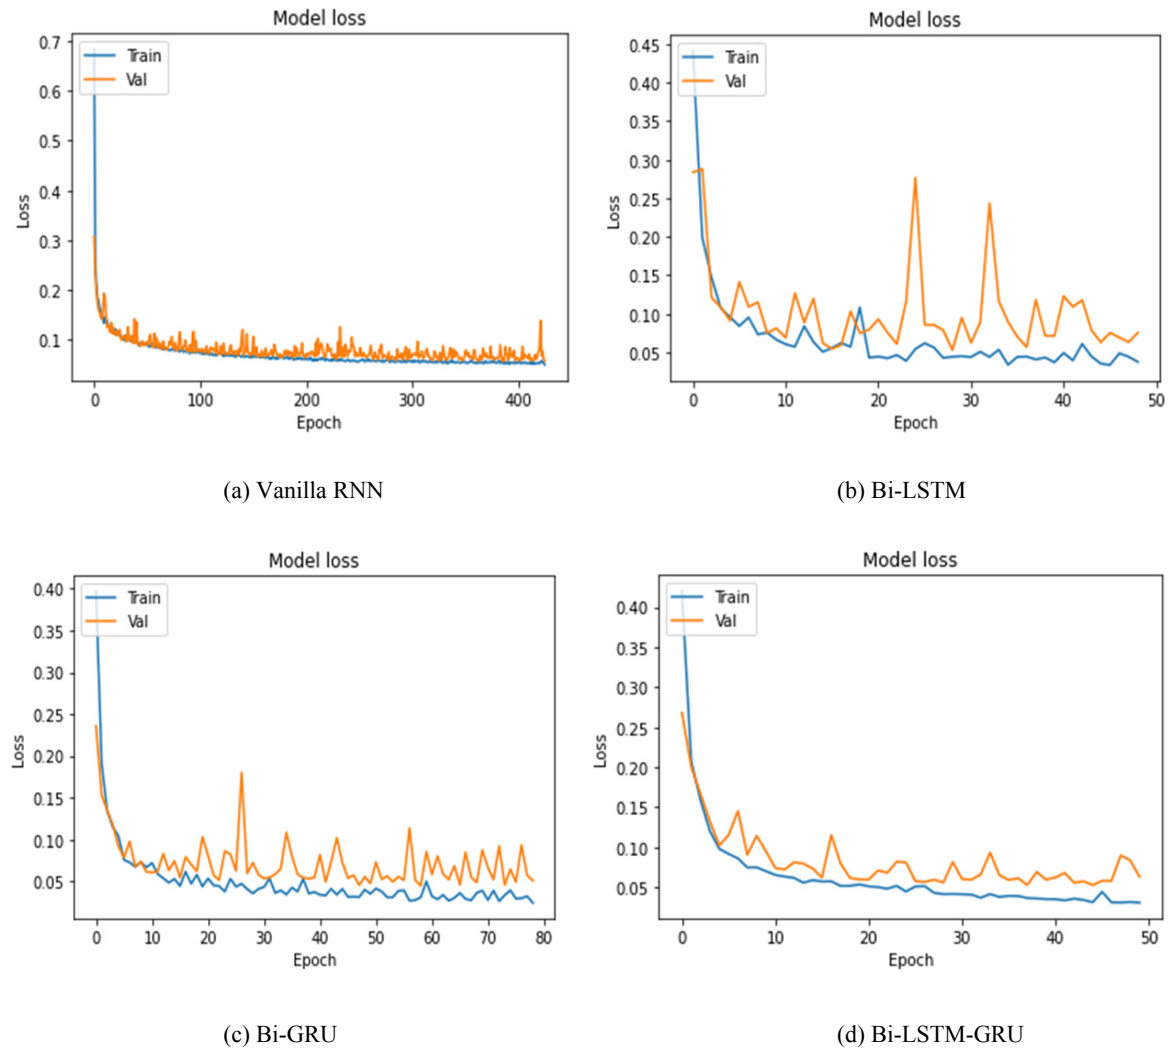 Model loss
Train
Val
0.7
0.6
0.5
0.4
0.3
0.2
0.1
Loss
0 100 200 300 400
Epoch
(a) Vanilla RNN
Model loss
Train
Val
0.45
0.40
0.35
0.30
0.25
0.20
0.15
0.10
0.05
Loss
0 10 20 30 40 50
Epoch
(b) Bi-LSTM
Model loss
Train
Val
0.40
0.35
0.30
0.25
0.20
0.15
0.10
0.05
Loss
0 10 20 30 40 50 60 70 80
Epoch
(c) Bi-GRU
Model loss
Train
Val
0.40
0.35
0.30
0.25
0.20
0.15
0.10
0.05
Loss
0 10 20 30 40 50
Epoch
(d) Bi-LSTM-GRU